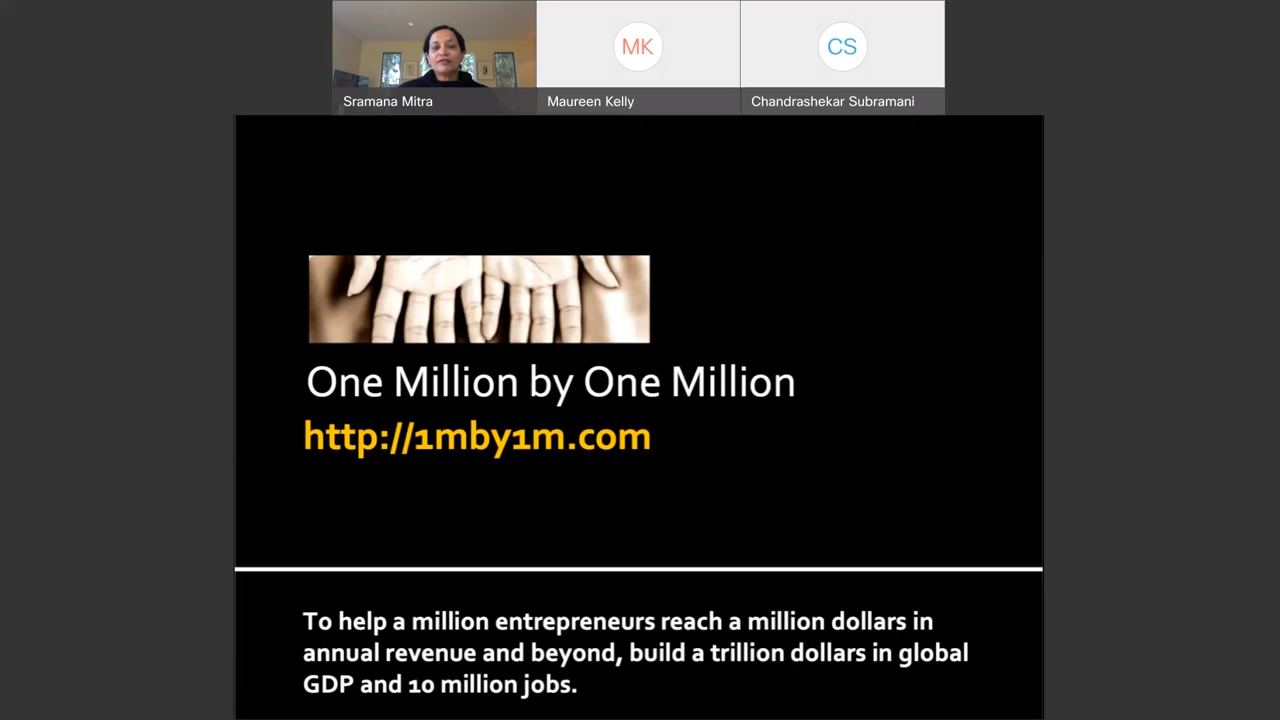 MK
CS
Sramana Mitra
Maureen Kelly
Chandrashekar Subramani
One Million by One Million
http://1mby1m.com
To help a million entrepreneurs reach a million dollars in
annual revenue and beyond, build a trillion dollars in global
GDP and 10 million jobs.